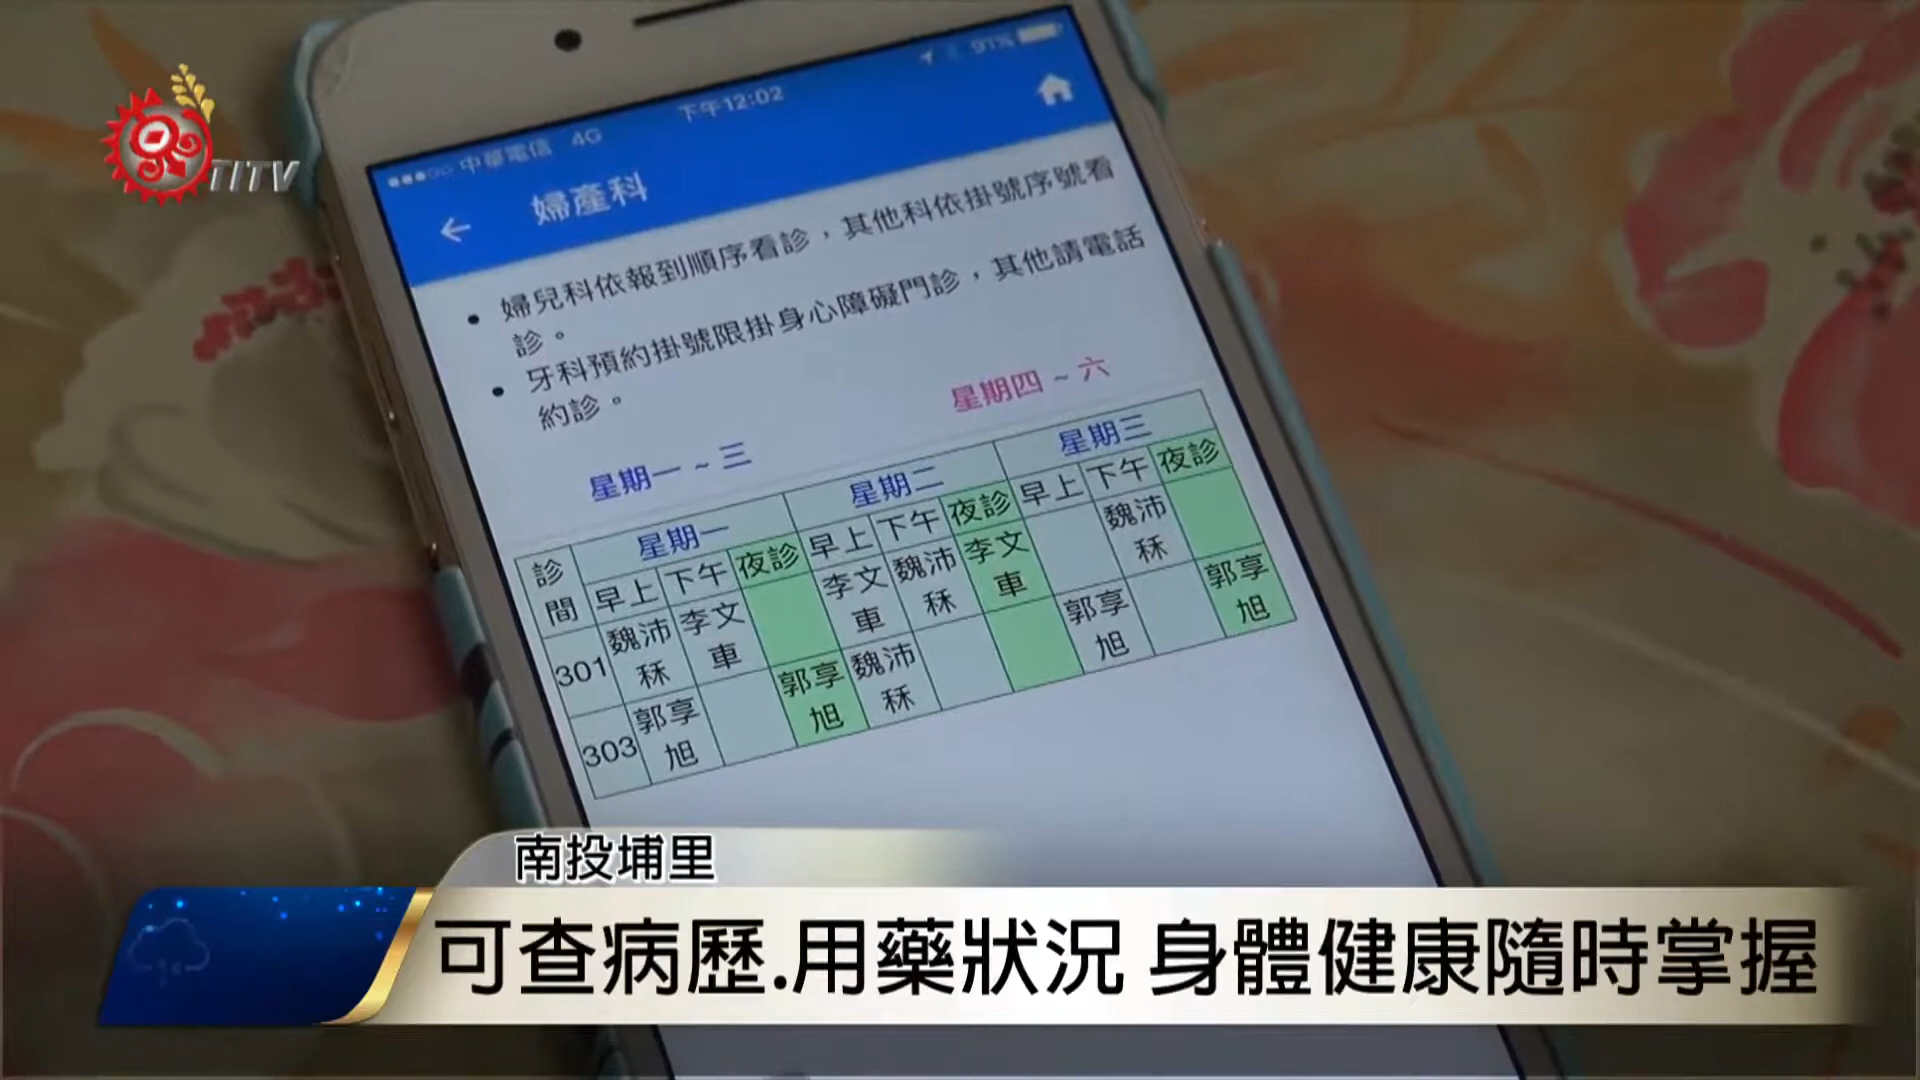 TITV
中華電信 4G 下午12:02 91%
婦產科
婦兒科依報到順序看診，其他科依掛號序號看
診。
牙科預約掛號限掛身心障礙門診，其他請電話
約診。
星期一 ~ 三 星期四 ~ 六
診間 星期一 星期二 星期三
早上 下午 夜診 早上 下午 夜診 早上 下午 夜診
301 魏沛秝 李文車 李文車 魏沛秝 李文車 魏沛秝
303 郭享旭 郭享旭 魏沛秝 郭享旭 郭享旭
南投埔里
可查病歷.用藥狀況 身體健康隨時掌握